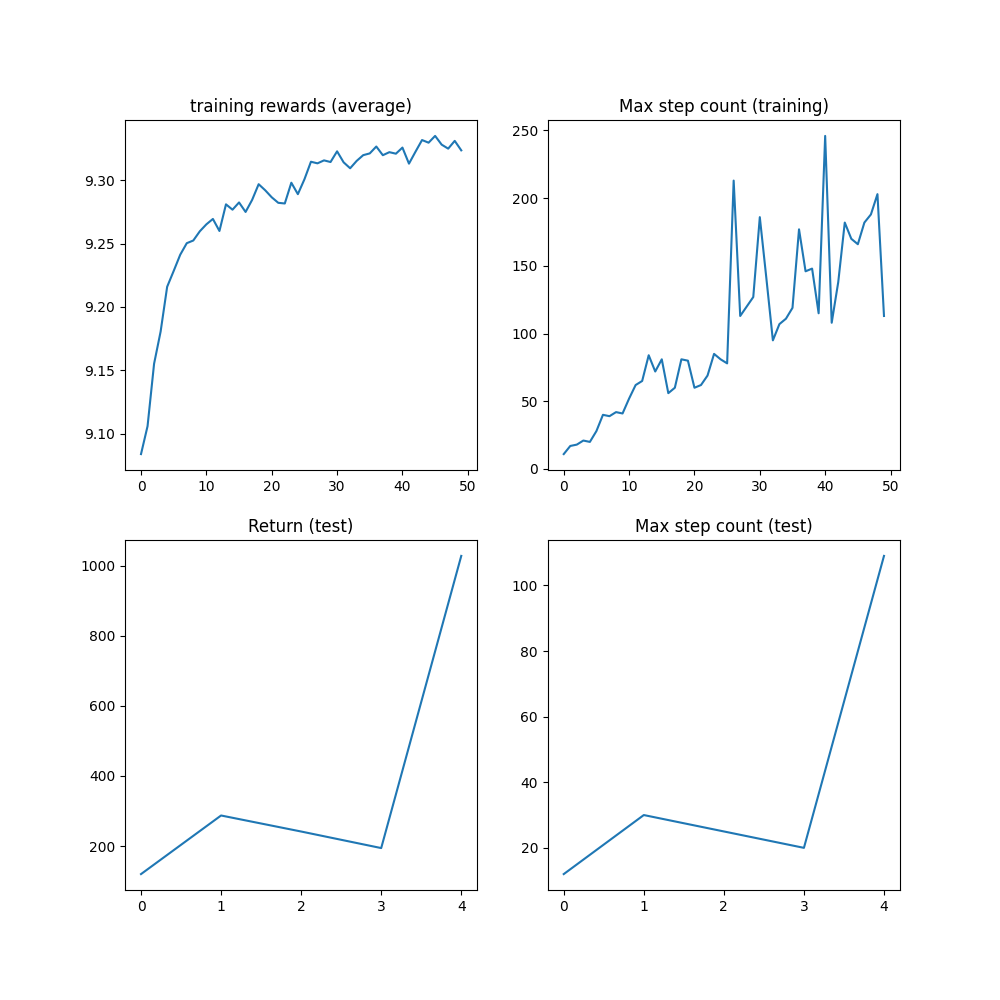 training rewards (average)
9.30
9.25
9.20
9.15
9.10
0 10 20 30 40 50
Max step count (training)
250
200
150
100
50
0
0 10 20 30 40 50
Return (test)
1000
800
600
400
200
0 1 2 3 4
Max step count (test)
100
80
60
40
20
0 1 2 3 4